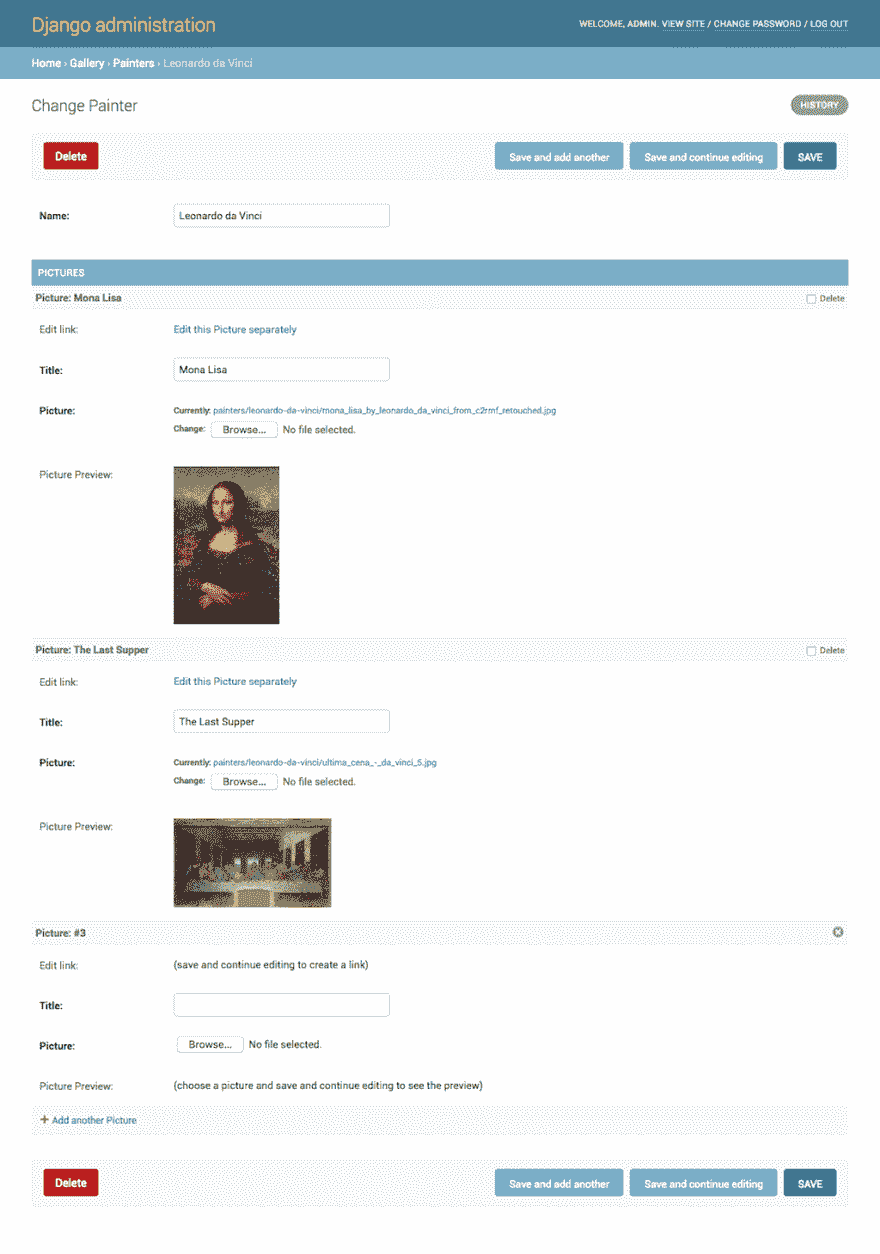 Django administration
WELCOME, ADMIN. VIEW SITE / CHANGE PASSWORD / LOG OUT
Home › Gallery › Painters › Leonardo da Vinci
Change Painter
HISTORY
Delete
Save and add another
Save and continue editing
SAVE
Name:
Leonardo da Vinci
PICTURES
Picture: Mona Lisa
Delete
Edit link:
Edit this Picture separately
Title:
Mona Lisa
Picture:
Currently: painters/leonardo-da-vinci/mona_lisa_by_leonardo_da_vinci_from_c2rmf_retouched.jpg
Change: Browse... No file selected.
Picture Preview:
Picture: The Last Supper
Delete
Edit link:
Edit this Picture separately
Title:
The Last Supper
Picture:
Currently: painters/leonardo-da-vinci/ultima_cena_-_da_vinci_5.jpg
Change: Browse... No file selected.
Picture Preview:
Picture: #3
Edit link:
(save and continue editing to create a link)
Title:
Picture:
Browse... No file selected.
Picture Preview:
(choose a picture and save and continue editing to see the preview)
+ Add another Picture
Delete
Save and add another
Save and continue editing
SAVE